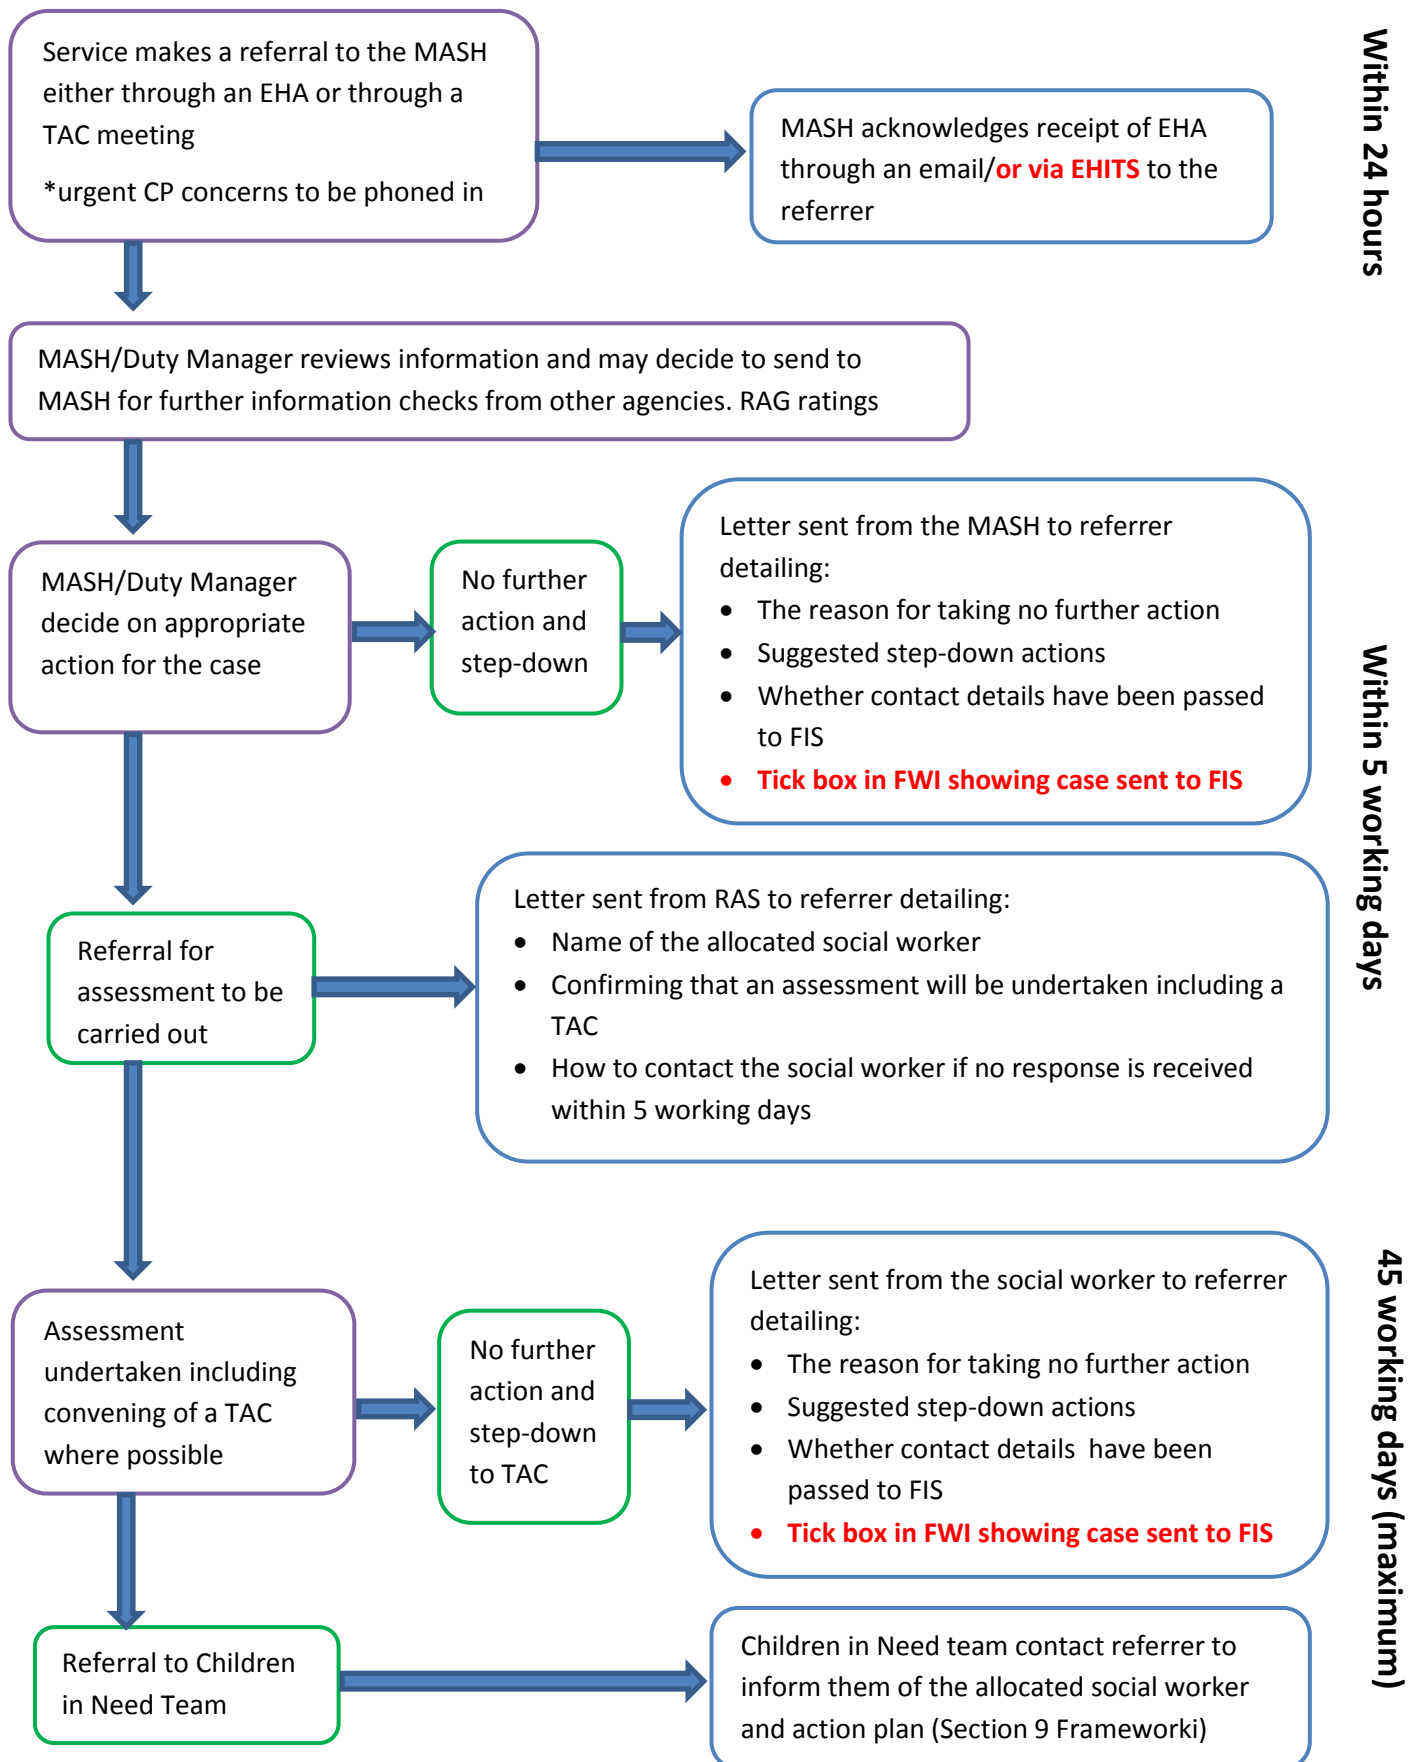 Service makes a referral to the MASH
either through an EHA or through a
TAC meeting
*urgent CP concerns to be phoned in
MASH acknowledges receipt of EHA
through an email/or via EHITS to the
referrer
Within 24 hours
MASH/Duty Manager reviews information and may decide to send to
MASH for further information checks from other agencies. RAG ratings
MASH/Duty Manager
decide on appropriate
action for the case
No further
action and
step-down
Letter sent from the MASH to referrer
detailing:
• The reason for taking no further action
• Suggested step-down actions
• Whether contact details have been passed
to FIS
• Tick box in FWI showing case sent to FIS
Within 5 working days
Referral for
assessment to be
carried out
Letter sent from RAS to referrer detailing:
• Name of the allocated social worker
• Confirming that an assessment will be undertaken including a
TAC
• How to contact the social worker if no response is received
within 5 working days
Assessment
undertaken including
convening of a TAC
where possible
No further
action and
step-down
to TAC
Letter sent from the social worker to referrer
detailing:
• The reason for taking no further action
• Suggested step-down actions
• Whether contact details  have been
passed to FIS
• Tick box in FWI showing case sent to FIS
45 working days (maximum)
Referral to Children
in Need Team
Children in Need team contact referrer to
inform them of the allocated social worker
and action plan (Section 9 Frameworki)